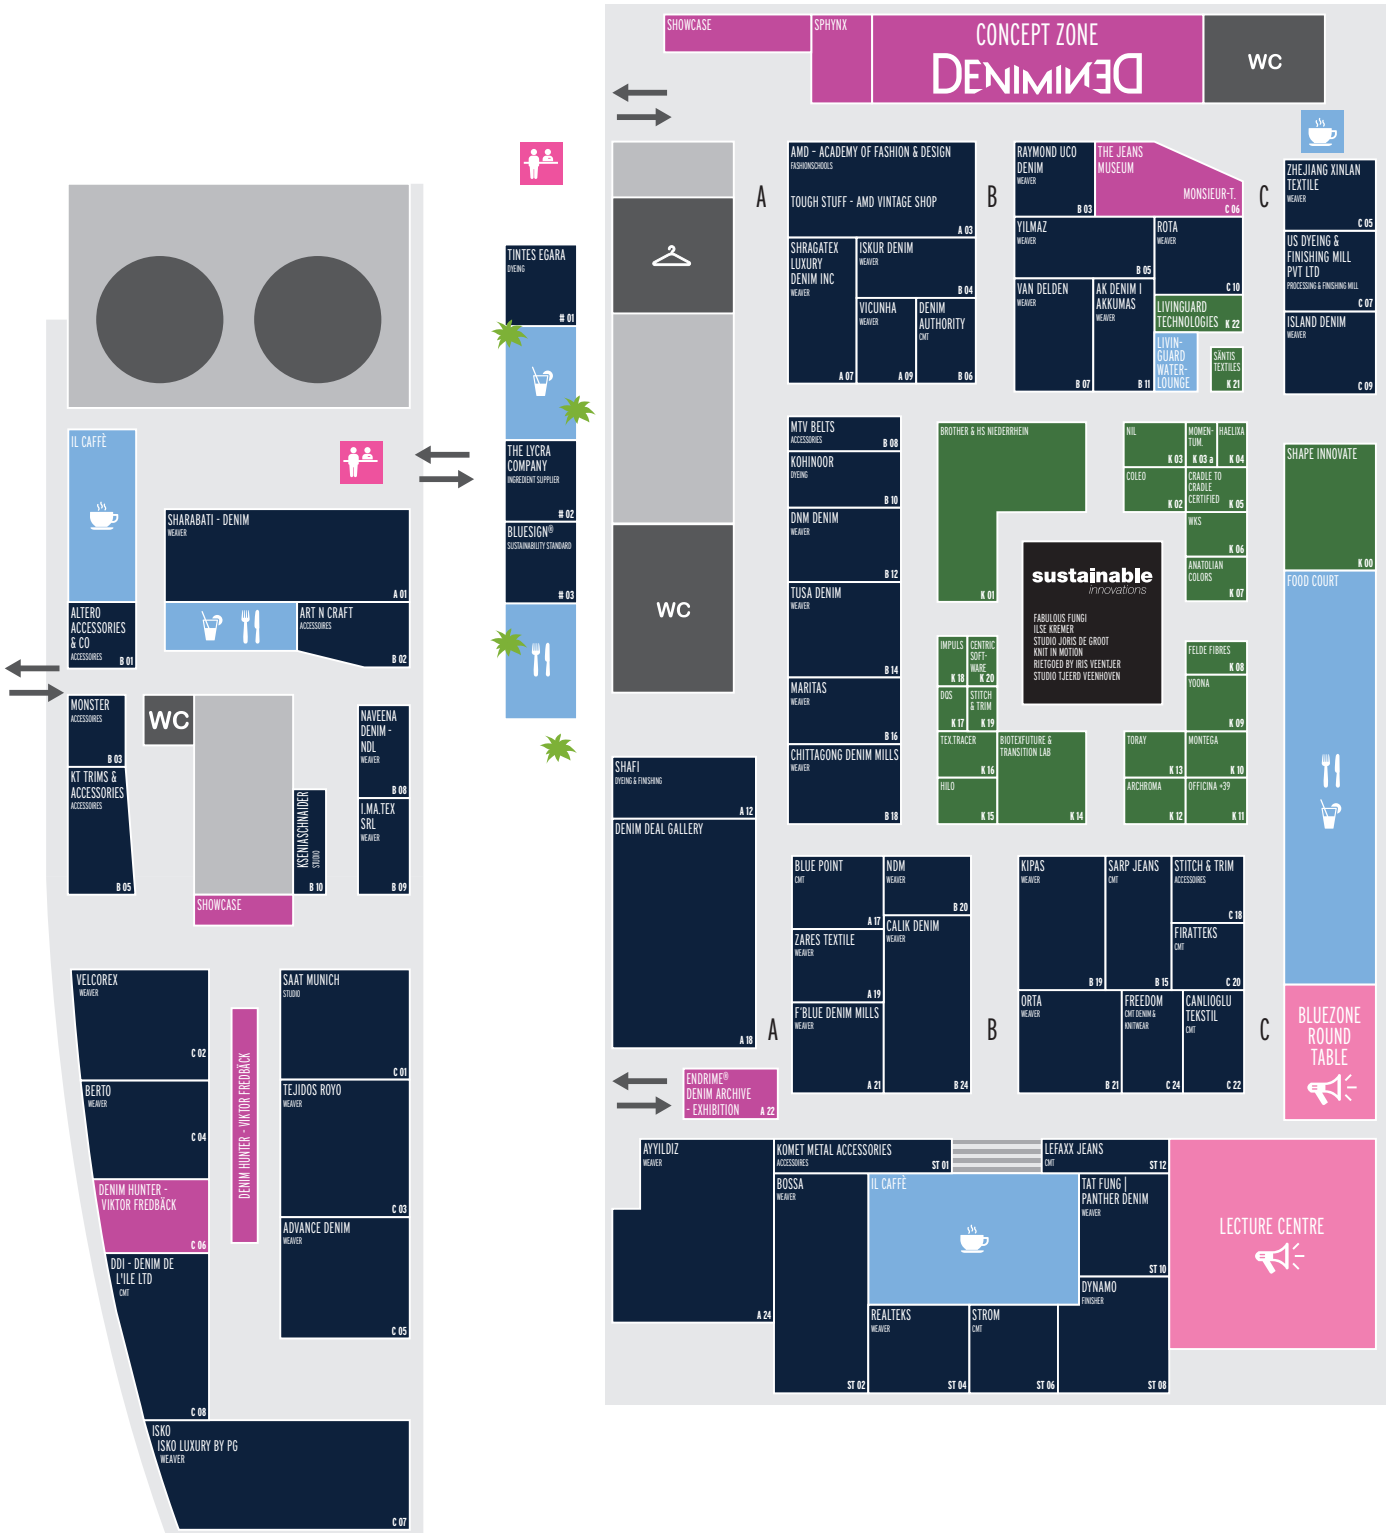 SHOWCASE
SPHYNX
CONCEPT ZONE
DENIMINED
WC
AMD - ACADEMY OF FASHION & DESIGN
FASHIONSCHOOLS
TOUGH STUFF - AMD VINTAGE SHOP
A 03
A
B
C
RAYMOND UCO
DENIM
WEAVER
B 03
THE JEANS
MUSEUM
MONSIEUR-T.
C 06
ZHEJIANG XINLAN
TEXTILE
WEAVER
C 05
SHRAGATEX
LUXURY
DENIM INC
WEAVER
A 07
ISKUR DENIM
WEAVER
B 04
VICUNHA
WEAVER
A 09
DENIM
AUTHORITY
CMT
B 06
YILMAZ
WEAVER
B 05
ROTA
WEAVER
C 10
US DYEING &
FINISHING MILL
PVT LTD
PROCESSING & FINISHING MILL
C 07
VAN DELDEN
WEAVER
B 07
AK DENIM I
AKKUMAS
WEAVER
B 11
LIVINGUARD
TECHNOLOGIES K 22
LIVIN-
GUARD
WATER-
LOUNGE
SÄNTIS
TEXTILES
K 21
ISLAND DENIM
WEAVER
C 09
TINTES EGARA
DYEING
# 01
THE LYCRA
COMPANY
INGREDIENT SUPPLIER
# 02
BLUESIGN®
SUSTAINABILITY STANDARD
# 03
IL CAFFÈ
SHARABATI - DENIM
WEAVER
A 01
ALTERO
ACCESSORIES
& CO
ACCESSOIRES
B 01
ART N CRAFT
ACCESSOIRES
B 02
MONSTER
ACCESSOIRES
B 03
WC
NAVEENA
DENIM -
NDL
WEAVER
B 08
KT TRIMS &
ACCESSORIES
ACCESSOIRES
B 05
KSENIASCHNAIDER
STUDIO
B 10
I.MA.TEX
SRL
WEAVER
B 09
SHOWCASE
VELCOREX
WEAVER
C 02
SAAT MUNICH
STUDIO
C 01
BERTO
WEAVER
C 04
DENIM HUNTER - VIKTOR FREDBÄCK
TEJIDOS ROYO
WEAVER
C 03
DENIM HUNTER -
VIKTOR FREDBÄCK
C 06
ADVANCE DENIM
WEAVER
C 05
DDI - DENIM DE
L'ILE LTD
CMT
C 08
ISKO
ISKO LUXURY BY PG
WEAVER
C 07
WC
MTV BELTS
ACCESSORIES
B 08
KOHINOOR
DYEING
B 10
DNM DENIM
WEAVER
B 12
TUSA DENIM
WEAVER
B 14
MARITAS
WEAVER
B 16
CHITTAGONG DENIM MILLS
WEAVER
B 18
BROTHER & HS NIEDERRHEIN
K 01
NIL
K 03
MOMEN-
TUM.
K 03 a
HAELIXA
K 04
COLEO
K 02
CRADLE TO
CRADLE
CERTIFIED
K 05
WKS
K 06
ANATOLIAN
COLORS
K 07
SHAPE INNOVATE
K 00
FOOD COURT
sustainable
innovations
FABULOUS FUNGI
ILSE KREMER
STUDIO JORIS DE GROOT
KNIT IN MOTION
RIETGOED BY IRIS VEENTJER
STUDIO TJEERD VEENHOVEN
IMPULS
K 18
CENTRIC
SOFT-
WARE
K 20
DQS
K 17
STITCH
& TRIM
K 19
TEX.TRACER
K 16
BIOTEXFUTURE &
TRANSITION LAB
K 14
HILO
K 15
FELDE FIBRES
K 08
YOONA
K 09
TORAY
K 13
MONTEGA
K 10
ARCHROMA
K 12
OFFICINA +39
K 11
SHAFI
DYEING & FINISHING
A 12
DENIM DEAL GALLERY
A 18
BLUE POINT
CMT
A 17
NDM
WEAVER
B 20
ZARES TEXTILE
WEAVER
A 19
CALIK DENIM
WEAVER
B 24
F'BLUE DENIM MILLS
WEAVER
A 21
KIPAS
WEAVER
B 19
SARP JEANS
CMT
B 15
STITCH & TRIM
ACCESSOIRES
C 18
FIRATTEKS
CMT
C 20
ORTA
WEAVER
B 21
FREEDOM
CMT DENIM &
KNITWEAR
C 24
CANLIOGLU
TEKSTIL
CMT
C 22
A
B
C
BLUEZONE
ROUND
TABLE
ENDRIME®
DENIM ARCHIVE
- EXHIBITION A 22
AYYILDIZ
WEAVER
A 24
KOMET METAL ACCESSORIES
ACCESSOIRES
ST 01
BOSSA
WEAVER
ST 02
IL CAFFÈ
LEFAXX JEANS
CMT
ST 12
TAT FUNG |
PANTHER DENIM
WEAVER
ST 10
DYNAMO
FINISHER
ST 08
REALTEKS
WEAVER
ST 04
STROM
CMT
ST 06
LECTURE CENTRE